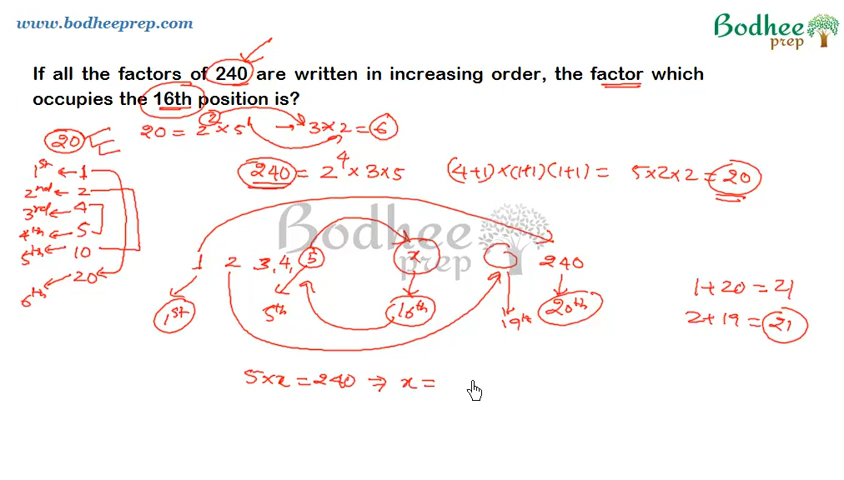 www.bodheeprep.com
Bodhee
prep
If all the factors of 240 are written in increasing order, the factor which
occupies the 16th position is?
20 = 2² × 5¹ → 3×2 = 6
20
1st ← 1
2nd ← 2
3rd ← 4
4th ← 5
5th ← 10
6th ← 20
240 = 2⁴ × 3 × 5 (4+1)×(1+1)(1+1) = 5×2×2 = 20
Bodhee
prep
1 2 3, 4, 5 x 240
1st 5th 16th 19th 20th
1+20 = 21
2+19 = 21
5×x = 240 ⇒ x =